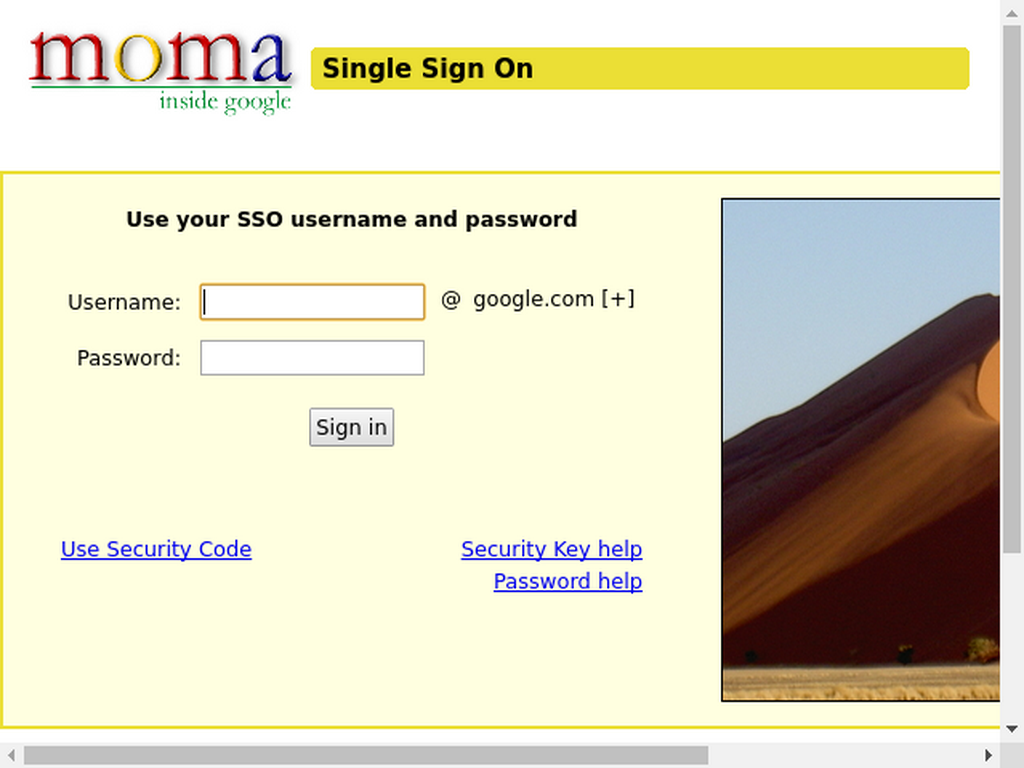 moma
inside google
Single Sign On
Use your SSO username and password
Username:
@ google.com [+]
Password:
Sign in
Use Security Code
Security Key help
Password help